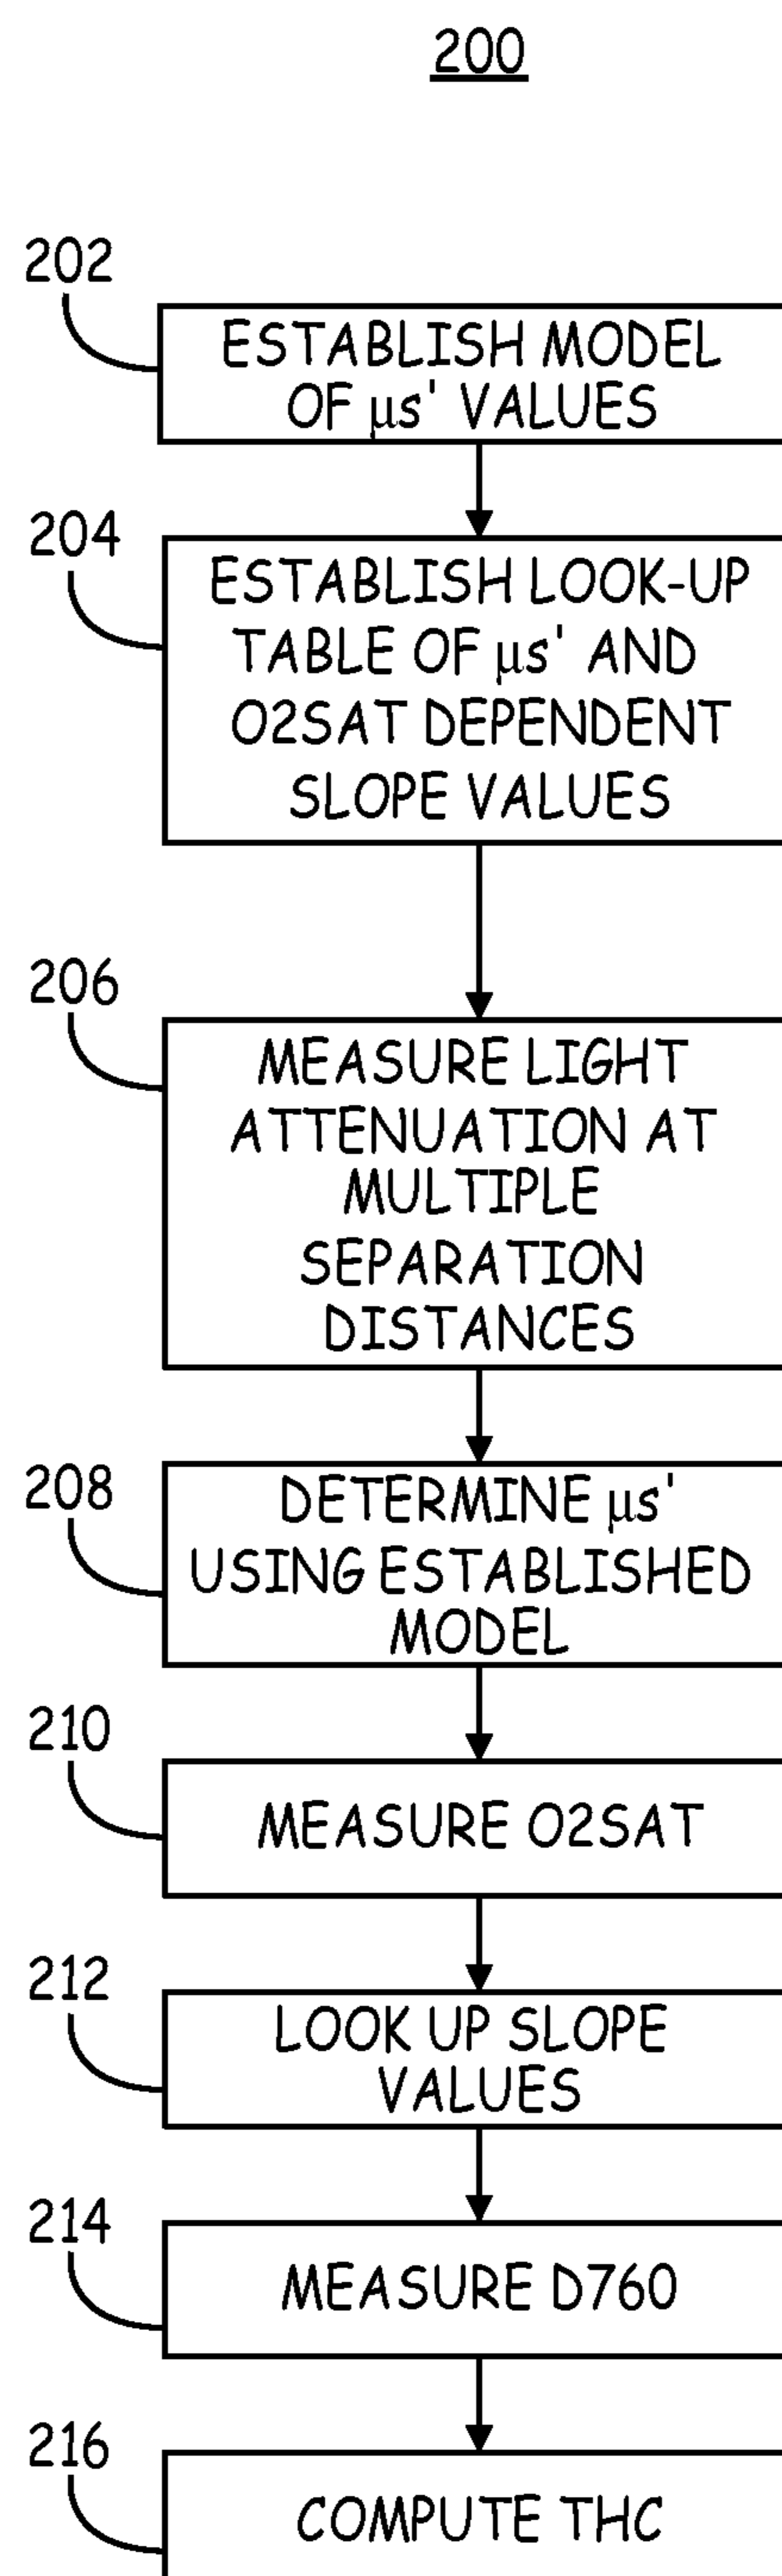 200
202
ESTABLISH MODEL
OF µs' VALUES
204
ESTABLISH LOOK-UP
TABLE OF µs' AND
O2SAT DEPENDENT
SLOPE VALUES
206
MEASURE LIGHT
ATTENUATION AT
MULTIPLE
SEPARATION
DISTANCES
208
DETERMINE µs'
USING ESTABLISHED
MODEL
210
MEASURE O2SAT
212
LOOK UP SLOPE
VALUES
214
MEASURE D760
216
COMPUTE THC